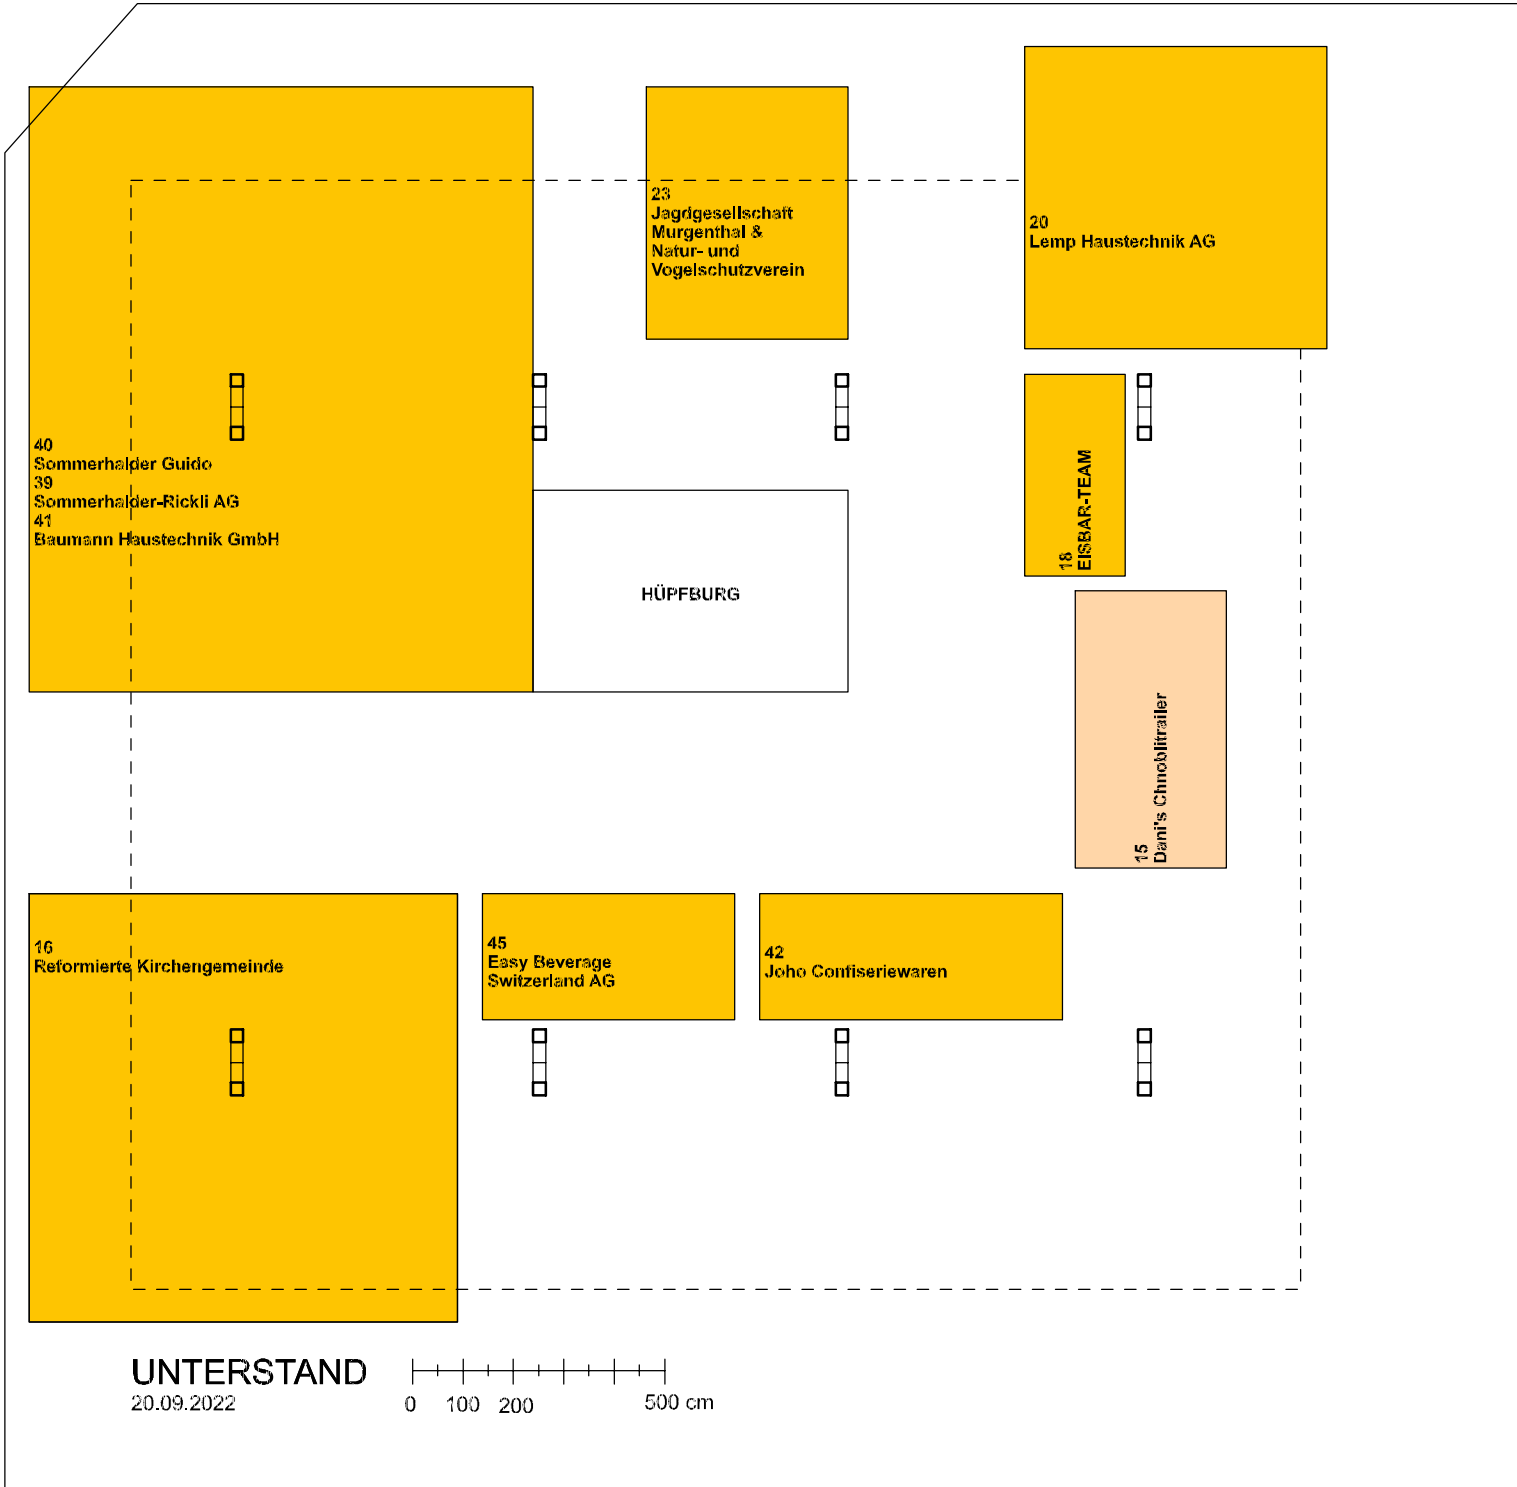 23
Jagdgesellschaft
Murgenthal &
Natur- und
Vogelschutzverein
20
Lemp Haustechnik AG
40
Sommerhalder Guido
39
Sommerhalder-Rickli AG
41
Baumann Haustechnik GmbH
HÜPFBURG
18
EISBAR-TEAM
15
Dani's Chnoblitrailer
16
Reformierte Kirchengemeinde
45
Easy Beverage
Switzerland AG
42
Joho Confiseriewaren
UNTERSTAND
20.09.2022
0 100 200 500 cm